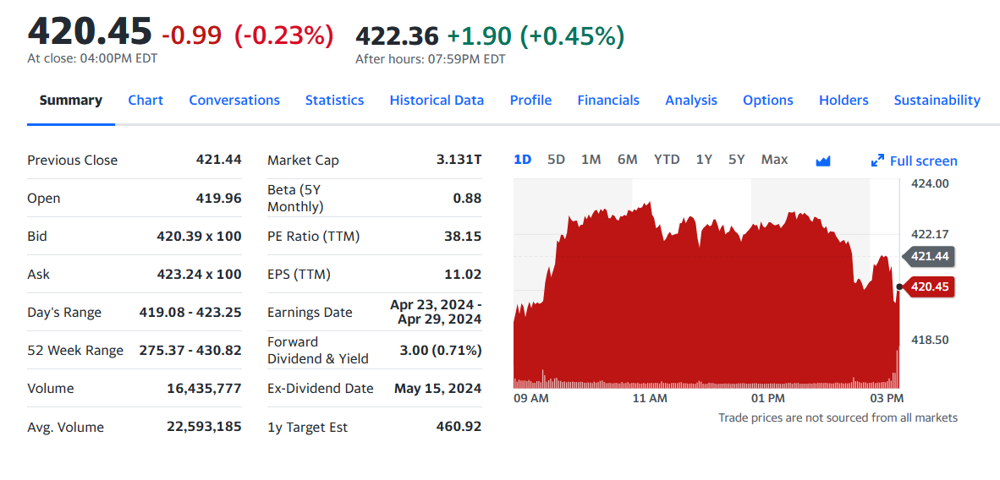 420.45 -0.99 (-0.23%) 422.36 +1.90 (+0.45%)
At close: 04:00PM EDT After hours: 07:59PM EDT
Summary Chart Conversations Statistics Historical Data Profile Financials Analysis Options Holders Sustainability
Previous Close 421.44
Open 419.96
Bid 420.39 x 100
Ask 423.24 x 100
Day's Range 419.08 - 423.25
52 Week Range 275.37 - 430.82
Volume 16,435,777
Avg. Volume 22,593,185
Market Cap 3.131T
Beta (5Y
Monthly) 0.88
PE Ratio (TTM) 38.15
EPS (TTM) 11.02
Earnings Date Apr 23, 2024 -
Apr 29, 2024
Forward
Dividend & Yield 3.00 (0.71%)
Ex-Dividend Date May 15, 2024
1y Target Est 460.92
1D 5D 1M 6M YTD 1Y 5Y Max Full screen
424.00
422.17
421.44
420.45
418.50
09 AM 11 AM 01 PM 03 PM
Trade prices are not sourced from all markets